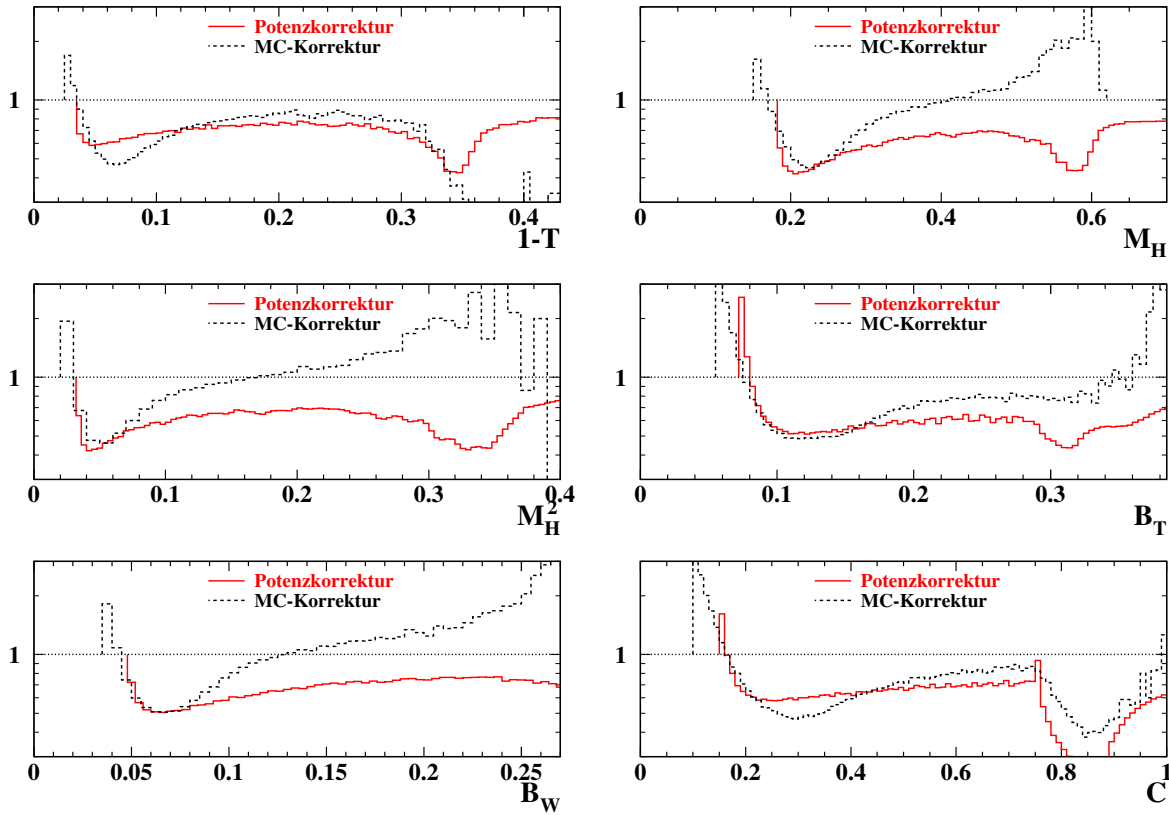 Potenzkorrektur
MC-Korrektur
1
0 0.1 0.2 0.3 0.4
1-T
Potenzkorrektur
MC-Korrektur
1
0 0.2 0.4 0.6
M_H
Potenzkorrektur
MC-Korrektur
1
0 0.1 0.2 0.3 0.4
M_H^2
Potenzkorrektur
MC-Korrektur
1
0 0.1 0.2 0.3
B_T
Potenzkorrektur
MC-Korrektur
1
0 0.05 0.1 0.15 0.2 0.25
B_W
Potenzkorrektur
MC-Korrektur
1
0 0.2 0.4 0.6 0.8 1
C